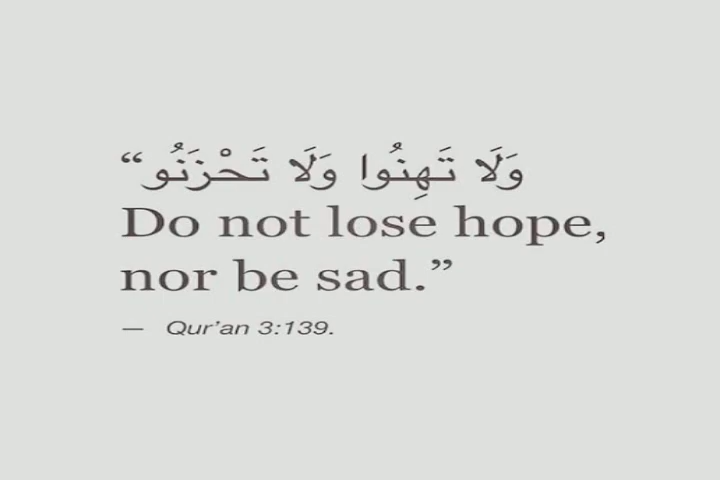 “وَلَا تَهِنُوا وَلَا تَحْزَنُو
Do not lose hope,
nor be sad.”
— Qur’an 3:139.